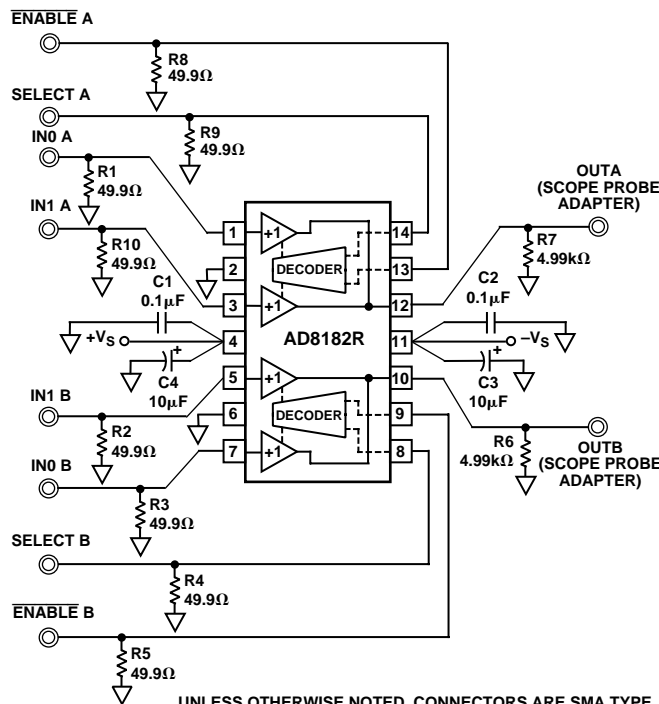 ENABLE A
R8
49.9Ω
SELECT A
R9
49.9Ω
IN0 A
R1
49.9Ω
IN1 A
R10
49.9Ω
OUTA
(SCOPE PROBE
ADAPTER)
R7
4.99kΩ
1
+1
14
2
DECODER
13
3
+1
12
C1
0.1µF
C2
0.1µF
+VS
4
AD8182R
11
–VS
C4
10µF
C3
10µF
5
+1
10
IN1 B
R2
49.9Ω
6
DECODER
9
7
+1
8
IN0 B
R3
49.9Ω
R6
4.99kΩ
OUTB
(SCOPE PROBE
ADAPTER)
SELECT B
R4
49.9Ω
ENABLE B
R5
49.9Ω
UNLESS OTHERWISE NOTED, CONNECTORS ARE SMA TYPE